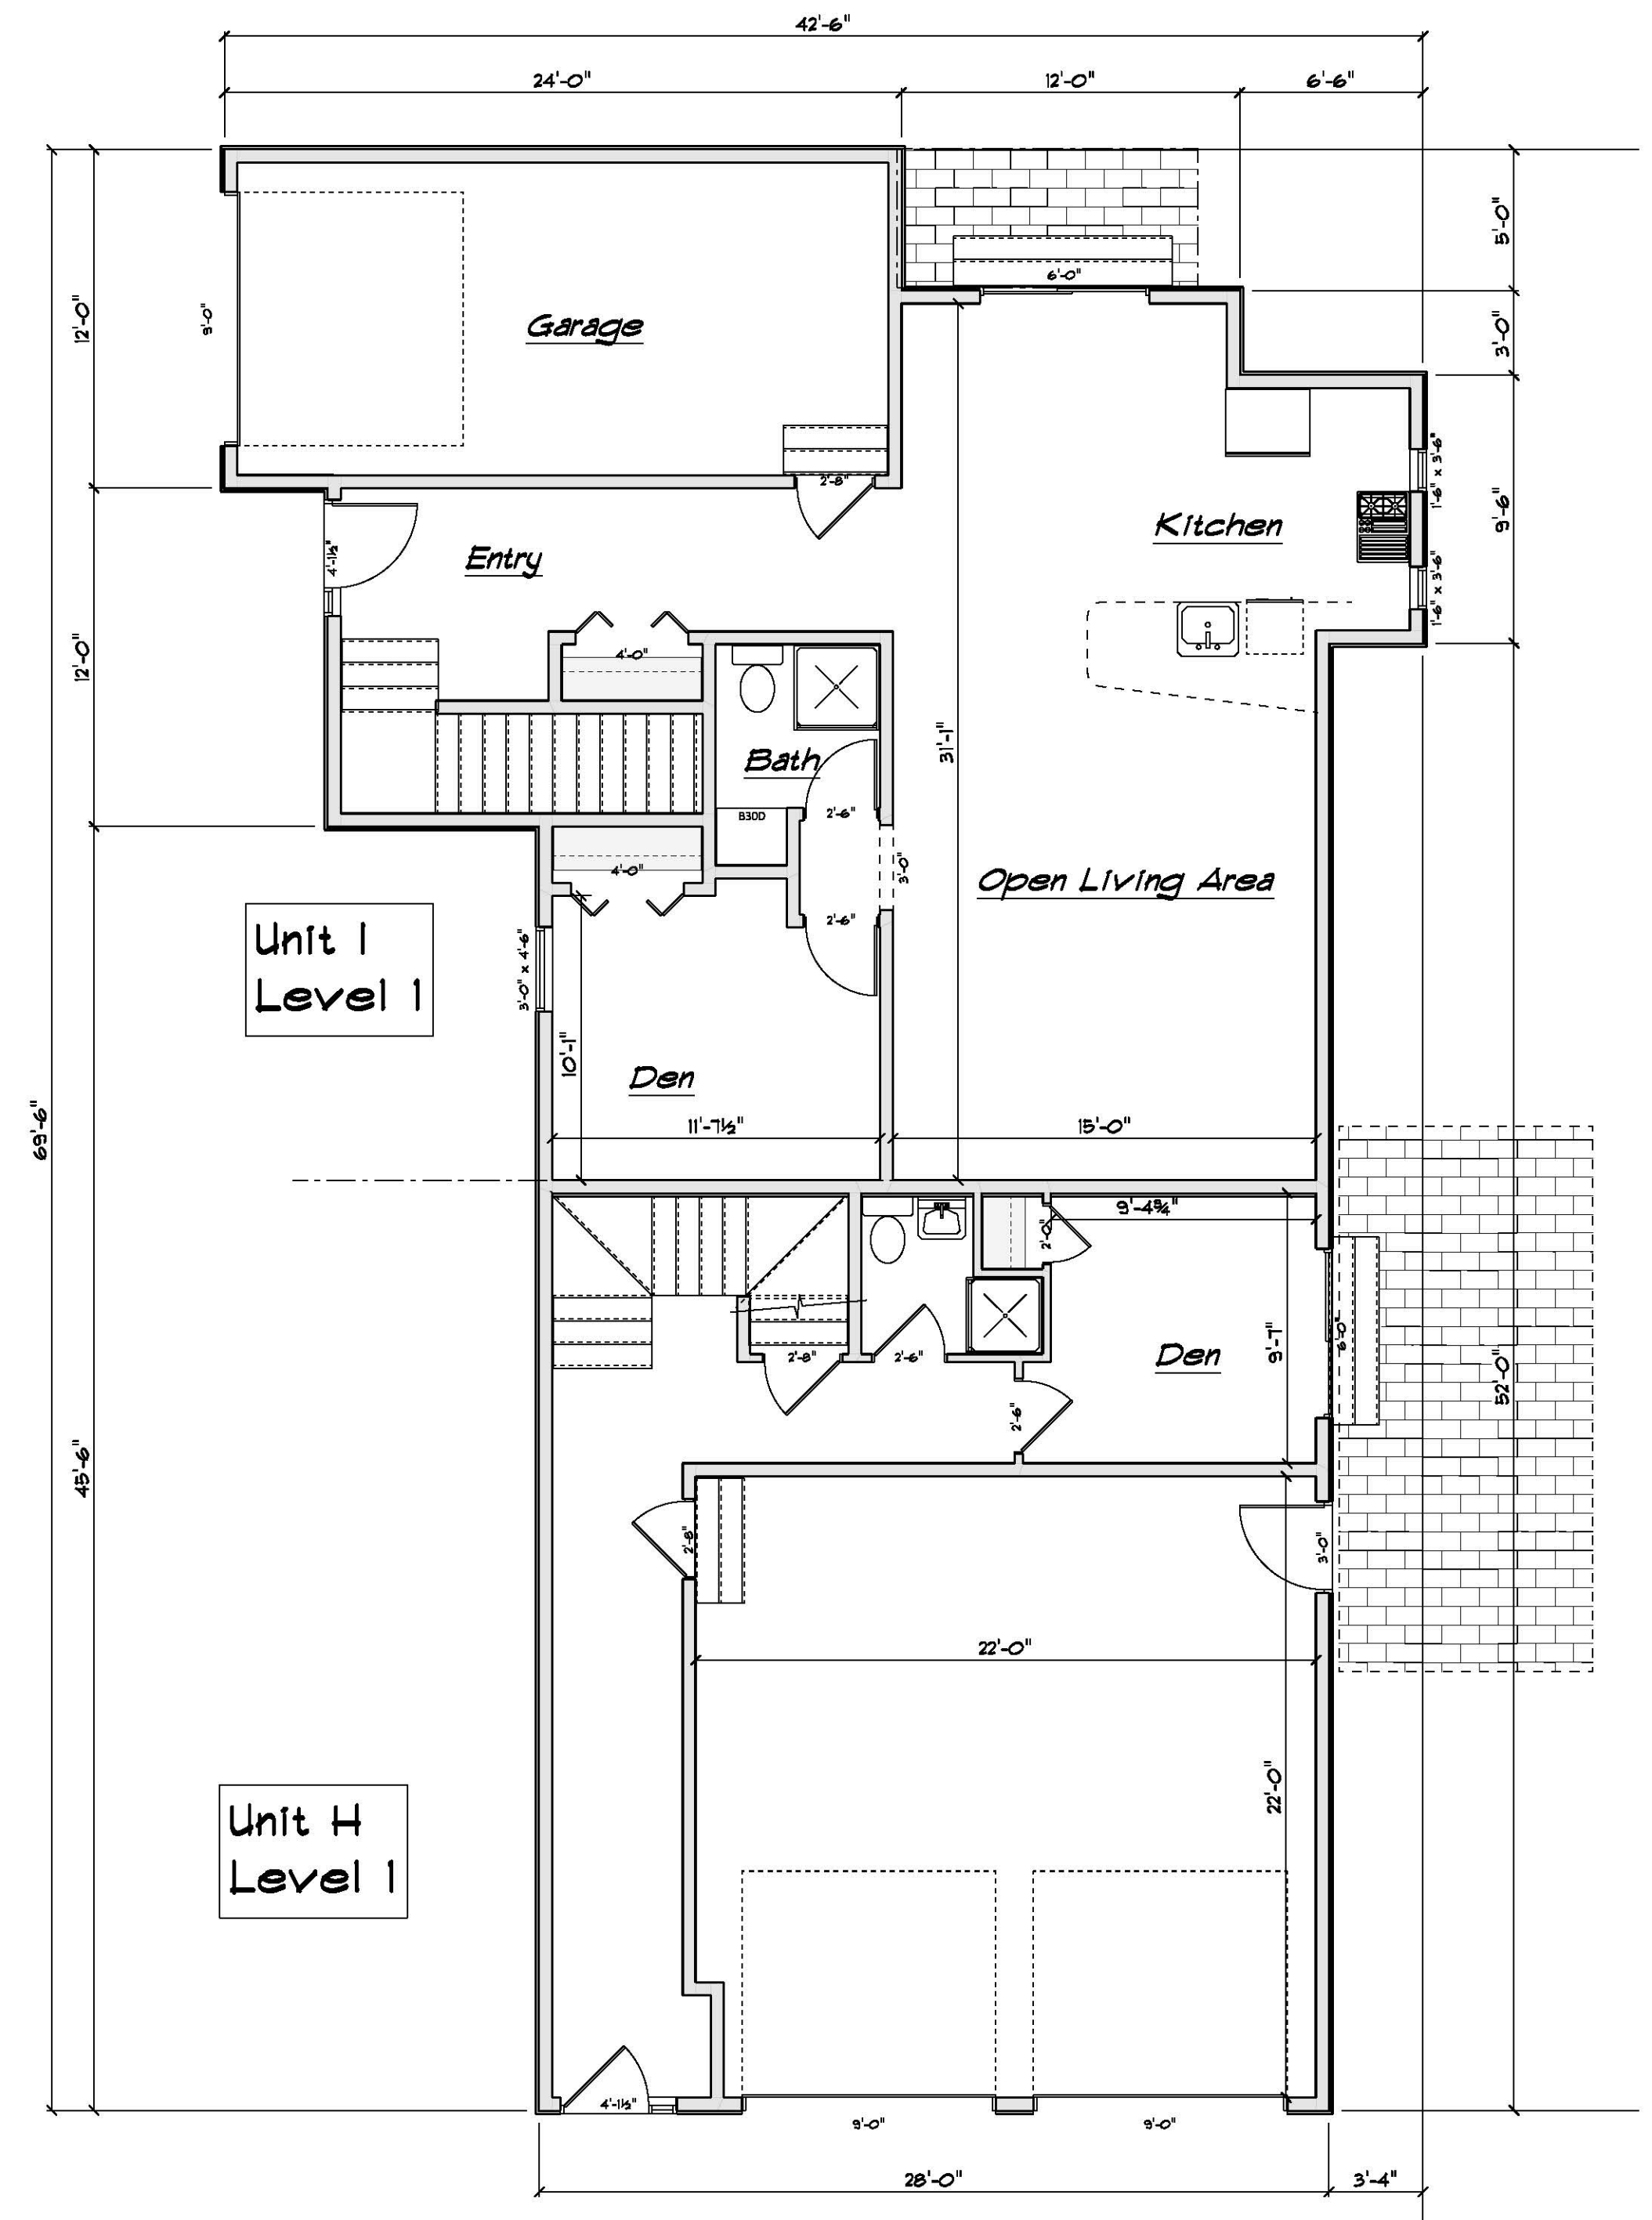 42'-6"
24'-0"
12'-0"
6'-6"
5'-0"
6'-0"
12'-0"
9'-0"
Garage
3'-0"
1'-6" x 3'-6"
2'-8"
9'-6"
Kitchen
Entry
4'-1½"
1'-6" x 3'-6"
12'-0"
4'-0"
31'-1"
Bath
B30D
2'-6"
4'-0"
3'-0"
Open Living Area
2'-6"
Unit I
Level 1
3'-0" x 4'-6"
10'-1"
Den
11'-7½"
15'-0"
69'-6"
9'-4¾"
2'-0"
2'-8"
2'-6"
Den
9'-7"
6'-0"
52'-0"
2'-6"
45'-6"
2'-8"
3'-0"
22'-0"
22'-0"
Unit H
Level 1
4'-1½"
9'-0"
9'-0"
28'-0"
3'-4"